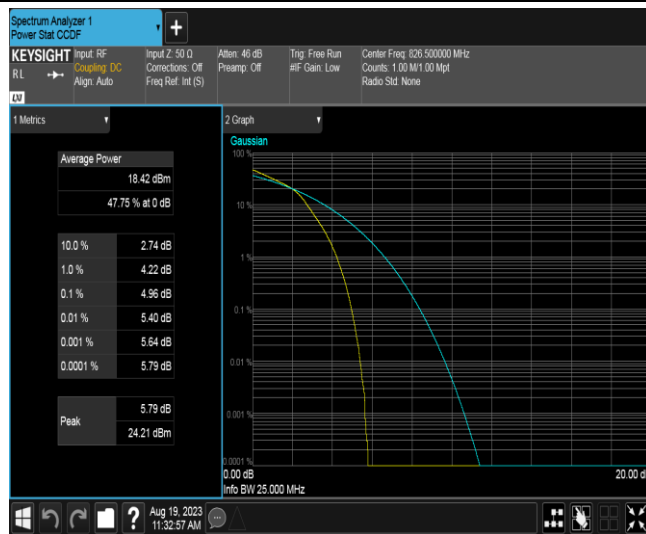 Spectrum Analyzer 1
Power Stat CCDF
KEYSIGHT
RL
Input: RF
Coupling: DC
Align: Auto
Input Z: 50 Ω
Corrections: Off
Freq Ref: Int (S)
Atten: 46 dB
Preamp: Off
Trig: Free Run
#IF Gain: Low
Center Freq: 826.500000 MHz
Counts: 1.00 M/1.00 Mpt
Radio Std: None
1 Metrics
Average Power
18.42 dBm
47.75 % at 0 dB
10.0 % 2.74 dB
1.0 % 4.22 dB
0.1 % 4.96 dB
0.01 % 5.40 dB
0.001 % 5.64 dB
0.0001 % 5.79 dB
Peak
5.79 dB
24.21 dBm
2 Graph
Gaussian
100 %
10 %
1 %
0.1 %
0.01 %
0.001 %
0.0001 %
0.00 dB
20.00 d
Info BW 25.000 MHz
?
Aug 19, 2023
11:32:57 AM